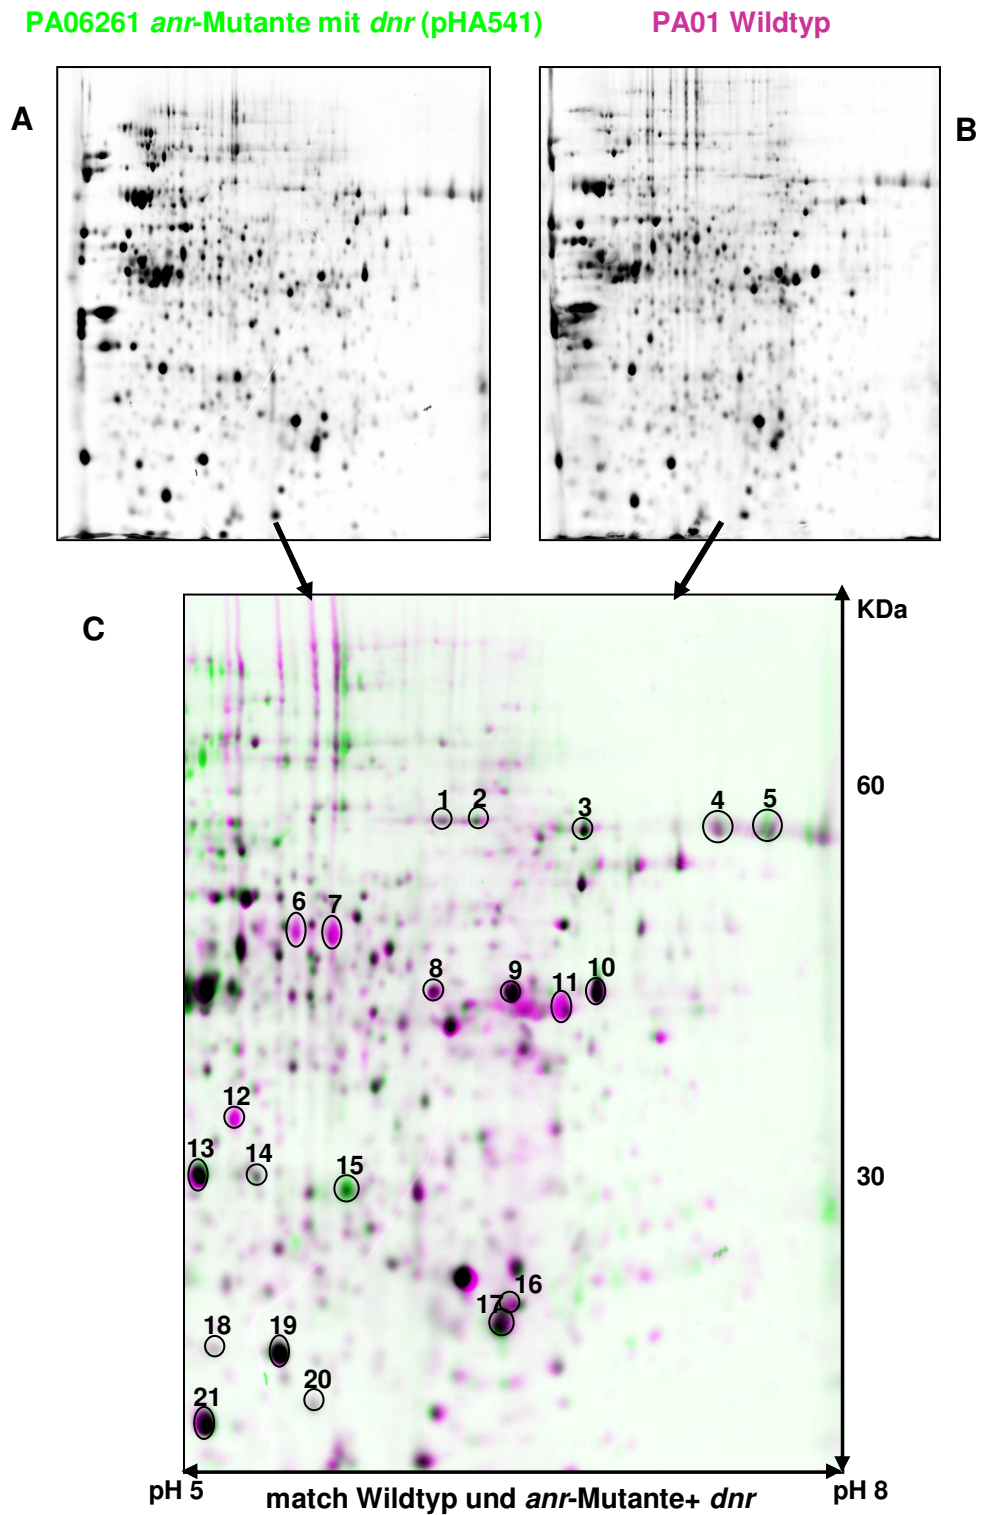 PA06261 anr-Mutante mit dnr (pHA541) PA01 Wildtyp
A
B
C
KDa
60
1 2 3 4 5
6 7
8 9 11 10
12
13 14 15
30
16
17
18 19
20
21
pH 5 match Wildtyp und anr-Mutante+ dnr pH 8